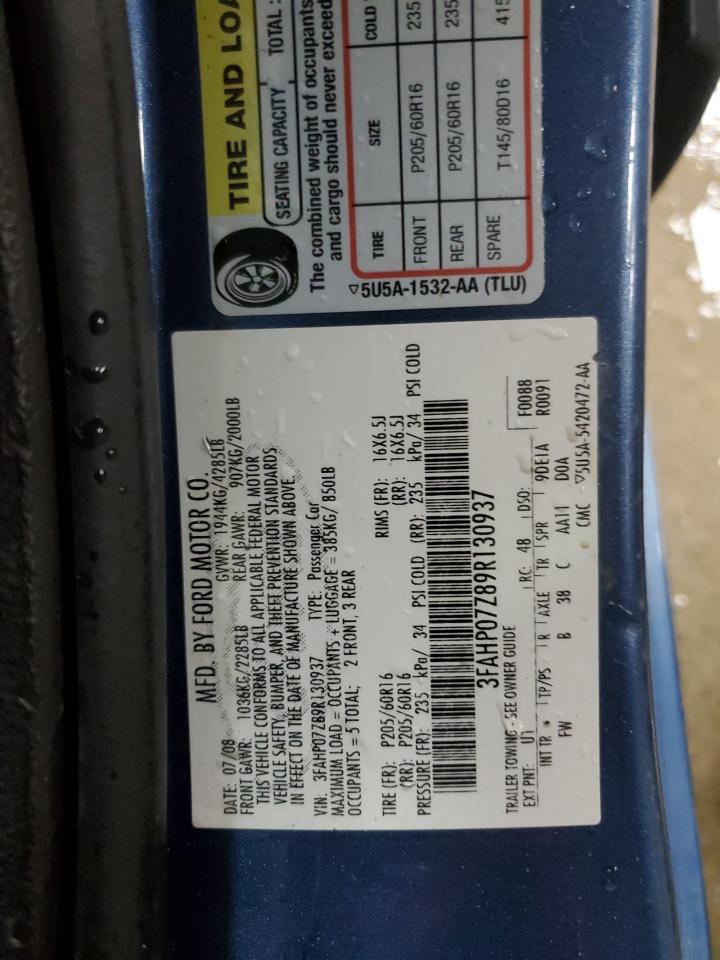 MFD. BY FORD MOTOR CO.
DATE: 07/08 GVWR: 1944KG/4285LB
FRONT GAWR: 1036KG/2285LB REAR GAWR: 907KG/2000LB
THIS VEHICLE CONFORMS TO ALL APPLICABLE FEDERAL MOTOR
VEHICLE SAFETY, BUMPER, AND THEFT PREVENTION STANDARDS
IN EFFECT ON THE DATE OF MANUFACTURE SHOWN ABOVE.
VIN: 3FAHP07Z89R130937 TYPE: Passenger Car
MAXIMUM LOAD = OCCUPANTS + LUGGAGE = 385KG/ 850LB
OCCUPANTS = 5 TOTAL: 2 FRONT, 3 REAR
TIRE (FR): P205/60R16 RIMS (FR): 16X6.5J
(RR): P205/60R16 (RR): 16X6.5J
PRESSURE (FR): 235 kPa/ 34 PSI COLD (RR): 235 kPa/ 34 PSI COLD
3FAHP07Z89R130937
TRAILER TOWING - SEE OWNER GUIDE
EXT PNT: U1 RC: 48 DSO: F0088
R0091
INT TR TP/PS R AXLE TR SPR 9DE1A
FW B 38 C AA11 D0A
CMC ▽5U5A-5420472-AA
TIRE AND LOA
SEATING CAPACITY TOTAL:
The combined weight of occupants
and cargo should never exceed
TIRE SIZE COLD
FRONT P205/60R16 235
REAR P205/60R16 235
SPARE T145/80D16 415
▽5U5A-1532-AA (TLU)